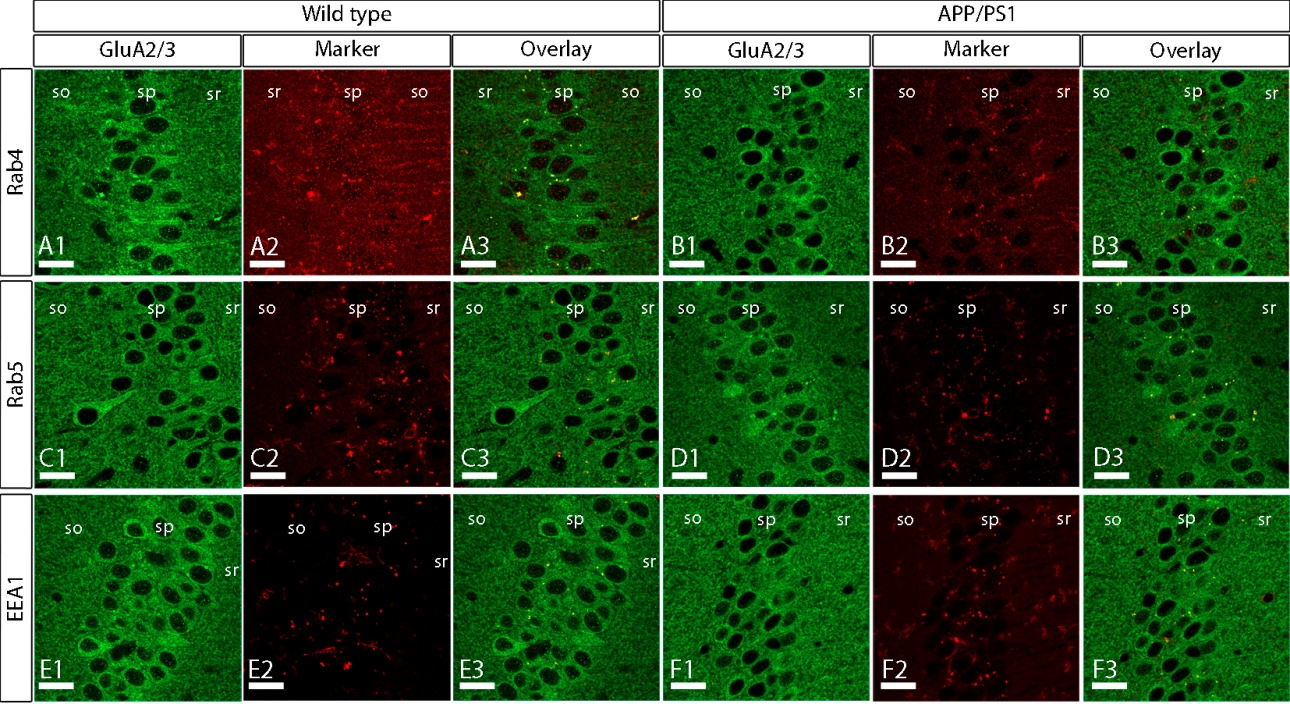 Wild type APP/PS1
GluA2/3 Marker Overlay GluA2/3 Marker Overlay
Rab4
so sp sr sr sp so sr sp so so sp sr so sp sr so sp sr
A1 A2 A3 B1 B2 B3
Rab5
so sp sr so sp sr so sp sr so sp sr so sp sr so sp sr
C1 C2 C3 D1 D2 D3
EEA1
so sp sr so sp sr so sp sr so sp sr so sp sr so sp sr
E1 E2 E3 F1 F2 F3